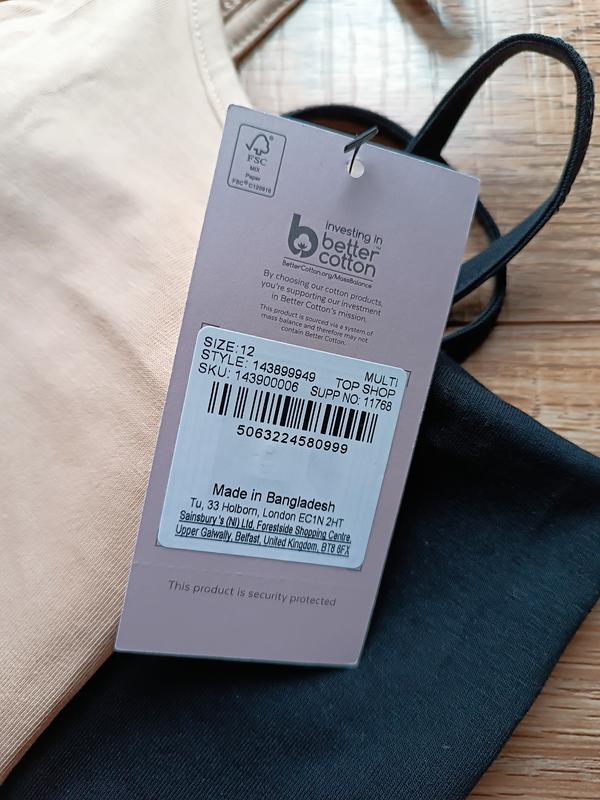 FSC
MIX
Paper
FSC® C120918
investing in
better
cotton™
BetterCotton.org/MassBalance
By choosing our cotton products,
you're supporting our investment
in Better Cotton's mission.
This product is sourced via a system of
mass balance and therefore may not
contain Better Cotton.
SIZE:12 MULTI
STYLE: 143899949 TOP SHOP
SKU: 143900006 SUPP NO: 11768
5063224580999
Made in Bangladesh
Tu, 33 Holborn, London EC1N 2HT
Sainsbury's (NI) Ltd, Forestside Shopping Centre,
Upper Galwally, Belfast, United Kingdom, BT8 6FX
This product is security protected